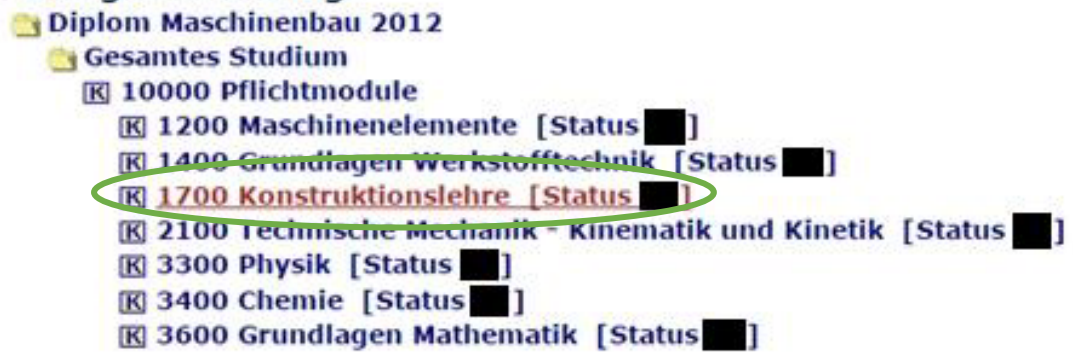 Diplom Maschinenbau 2012
Gesamtes Studium
K 10000 Pflichtmodule
K 1200 Maschinenelemente [Status ]
K 1400 Grundlagen Werkstofftechnik [Status ]
K 1700 Konstruktionslehre [Status ]
K 2100 Technische Mechanik - Kinematik und Kinetik [Status ]
K 3300 Physik [Status ]
K 3400 Chemie [Status ]
K 3600 Grundlagen Mathematik [Status ]